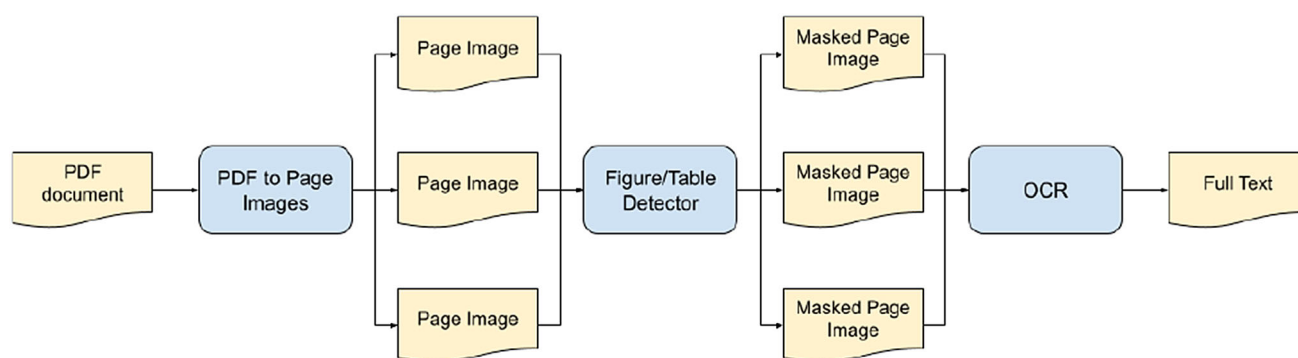 PDF
document
PDF to Page
Images
Page Image
Page Image
Page Image
Figure/Table
Detector
Masked Page
Image
Masked Page
Image
Masked Page
Image
OCR
Full Text